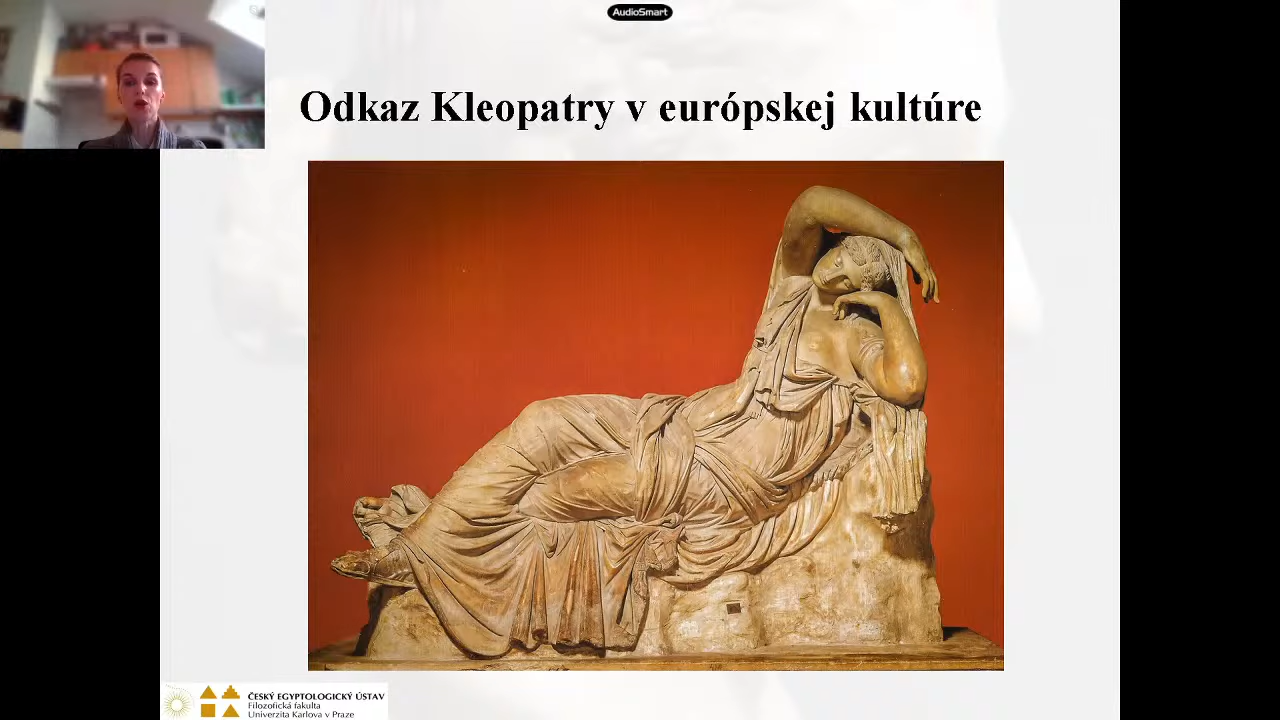 AudioSmart
Odkaz Kleopatry v európskej kultúre
ČESKÝ EGYPTOLOGICKÝ ÚSTAV
Filozofická fakulta
Univerzita Karlova v Praze